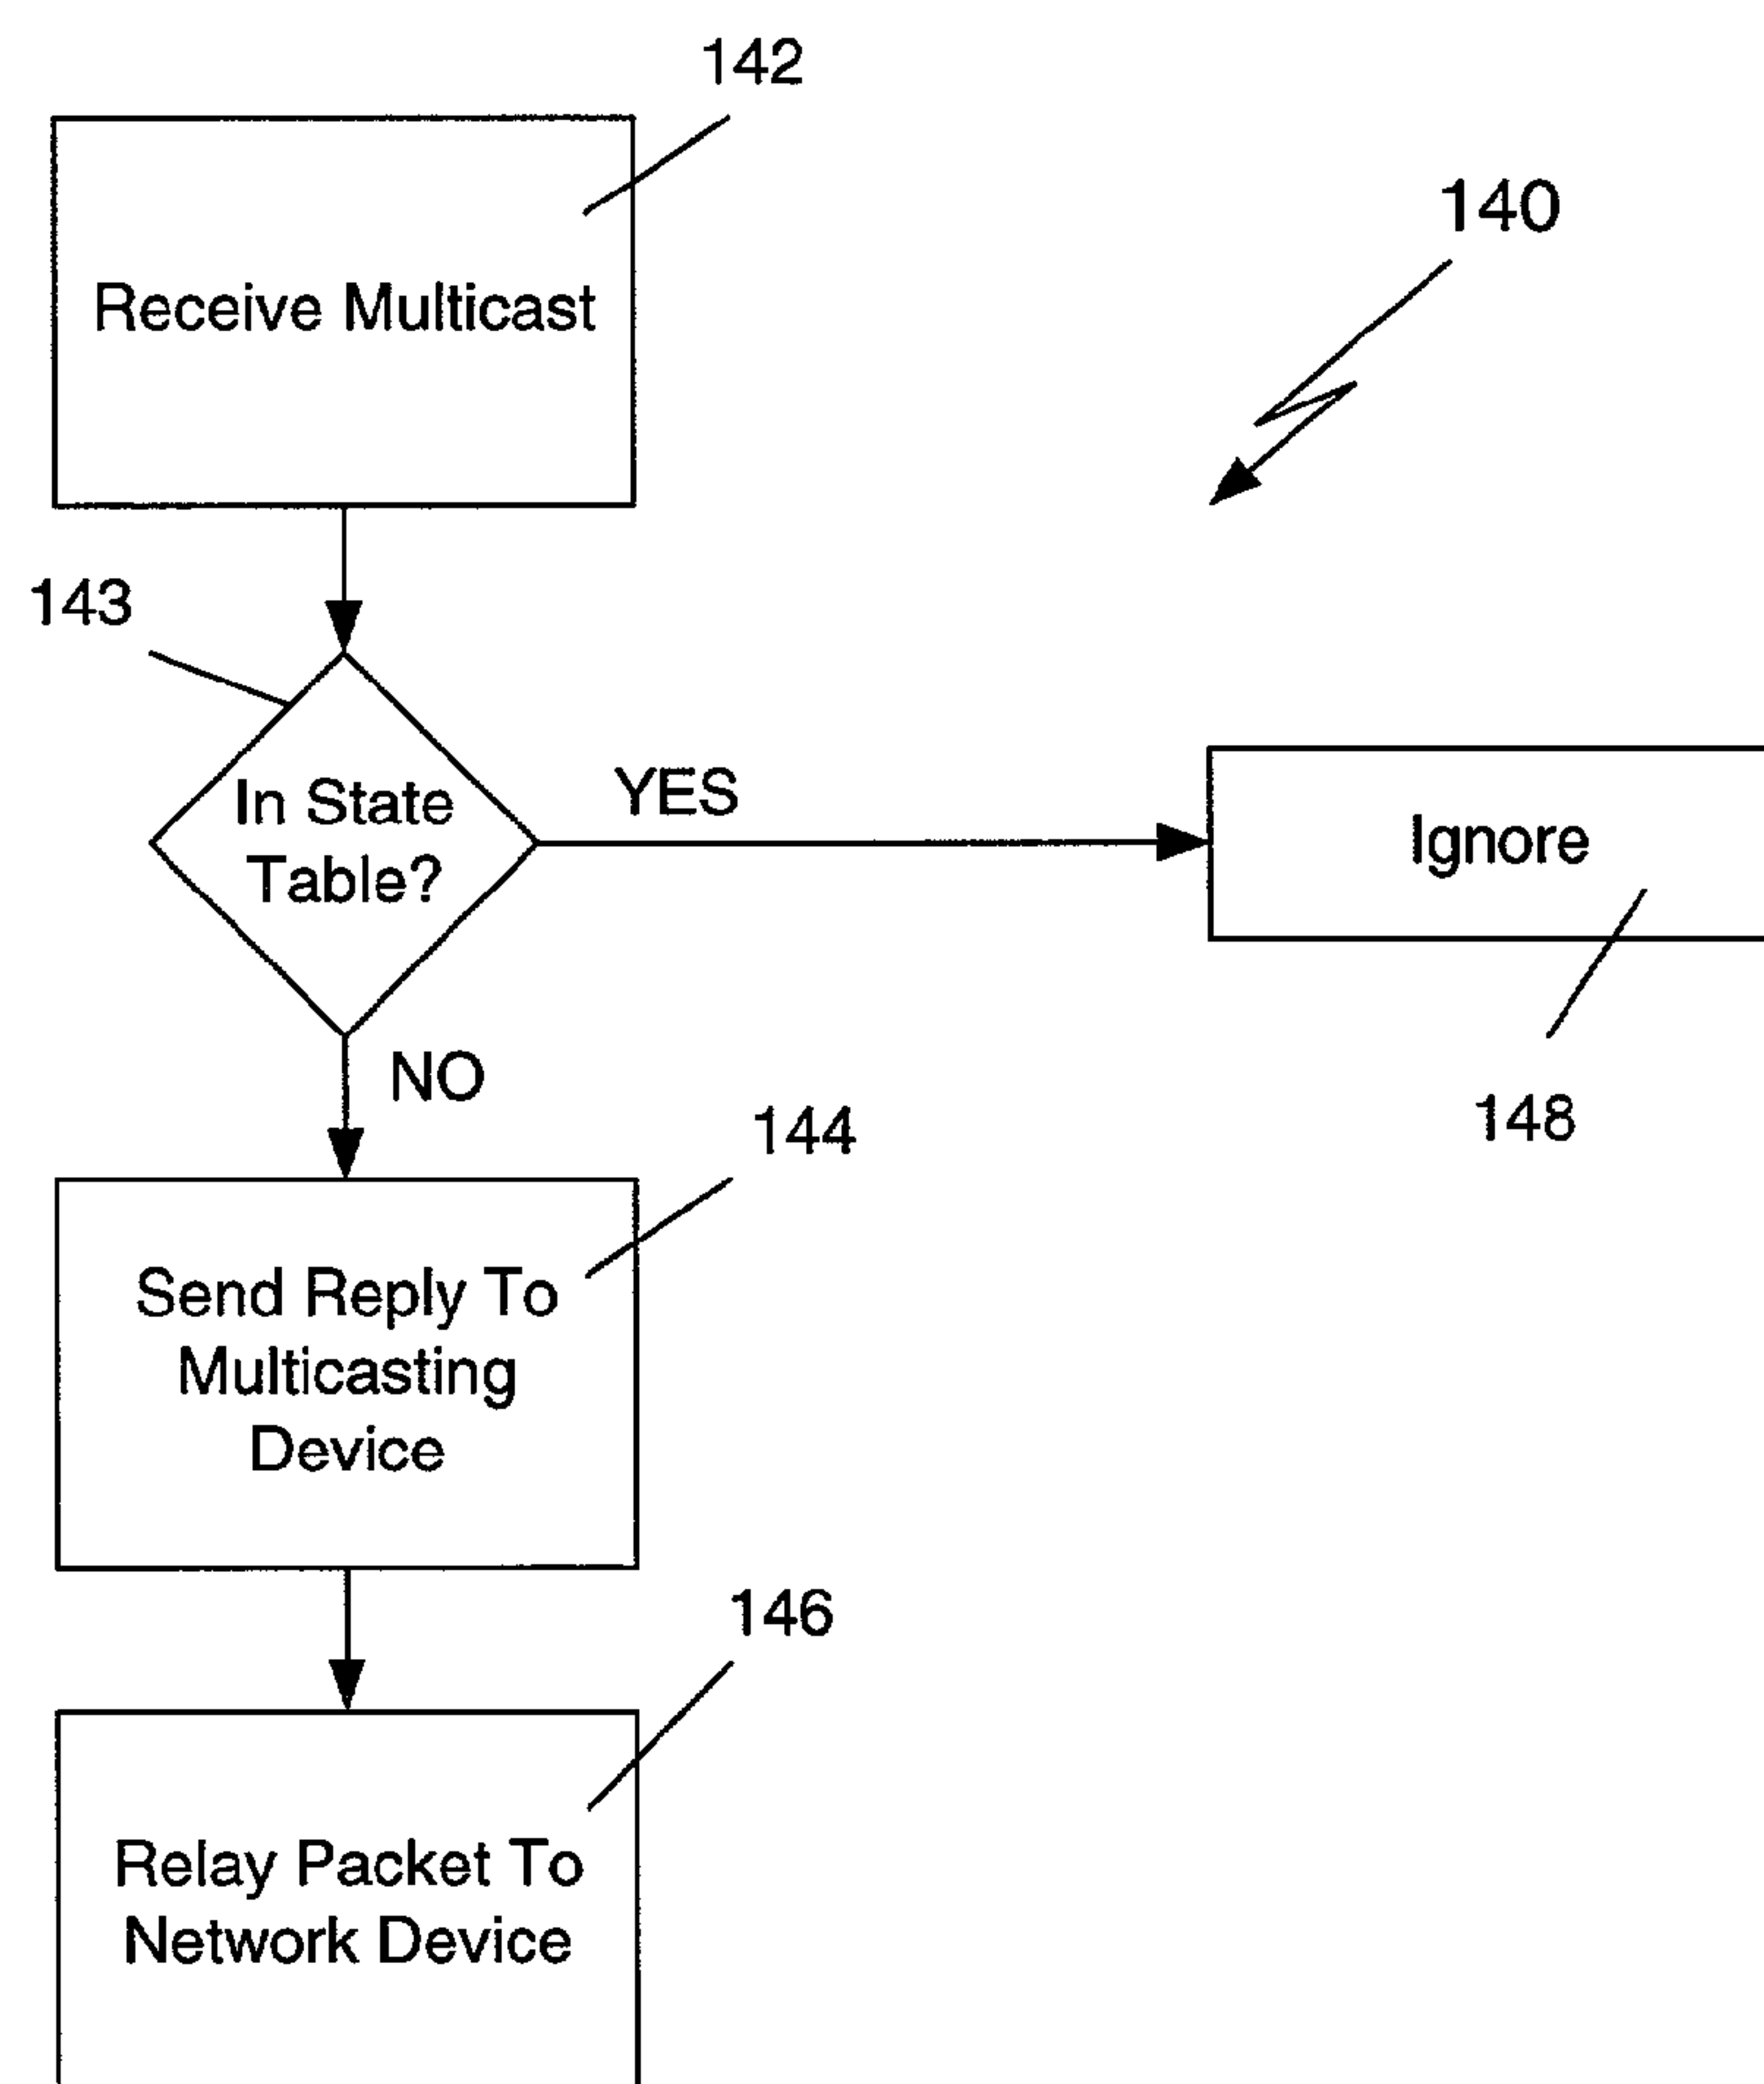 142
140
Receive Multicast
143
In State
Table?
YES
Ignore
148
NO
144
Send Reply To
Multicasting
Device
146
Relay Packet To
Network Device